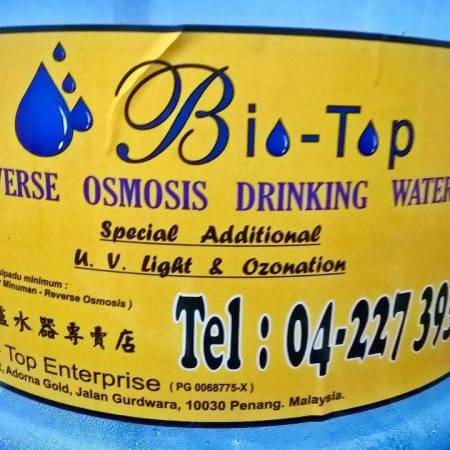 Bio-Top
VERSE OSMOSIS DRINKING WATER
Special Additional
U. V. Light & Ozonation
minimum :
Minuman - Reverse Osmosis )
水器專賣店
Tel : 04-227 39
Top Enterprise ( PG 0068775-X )
Adorna Gold, Jalan Gurdwara, 10030 Penang. Malaysia.